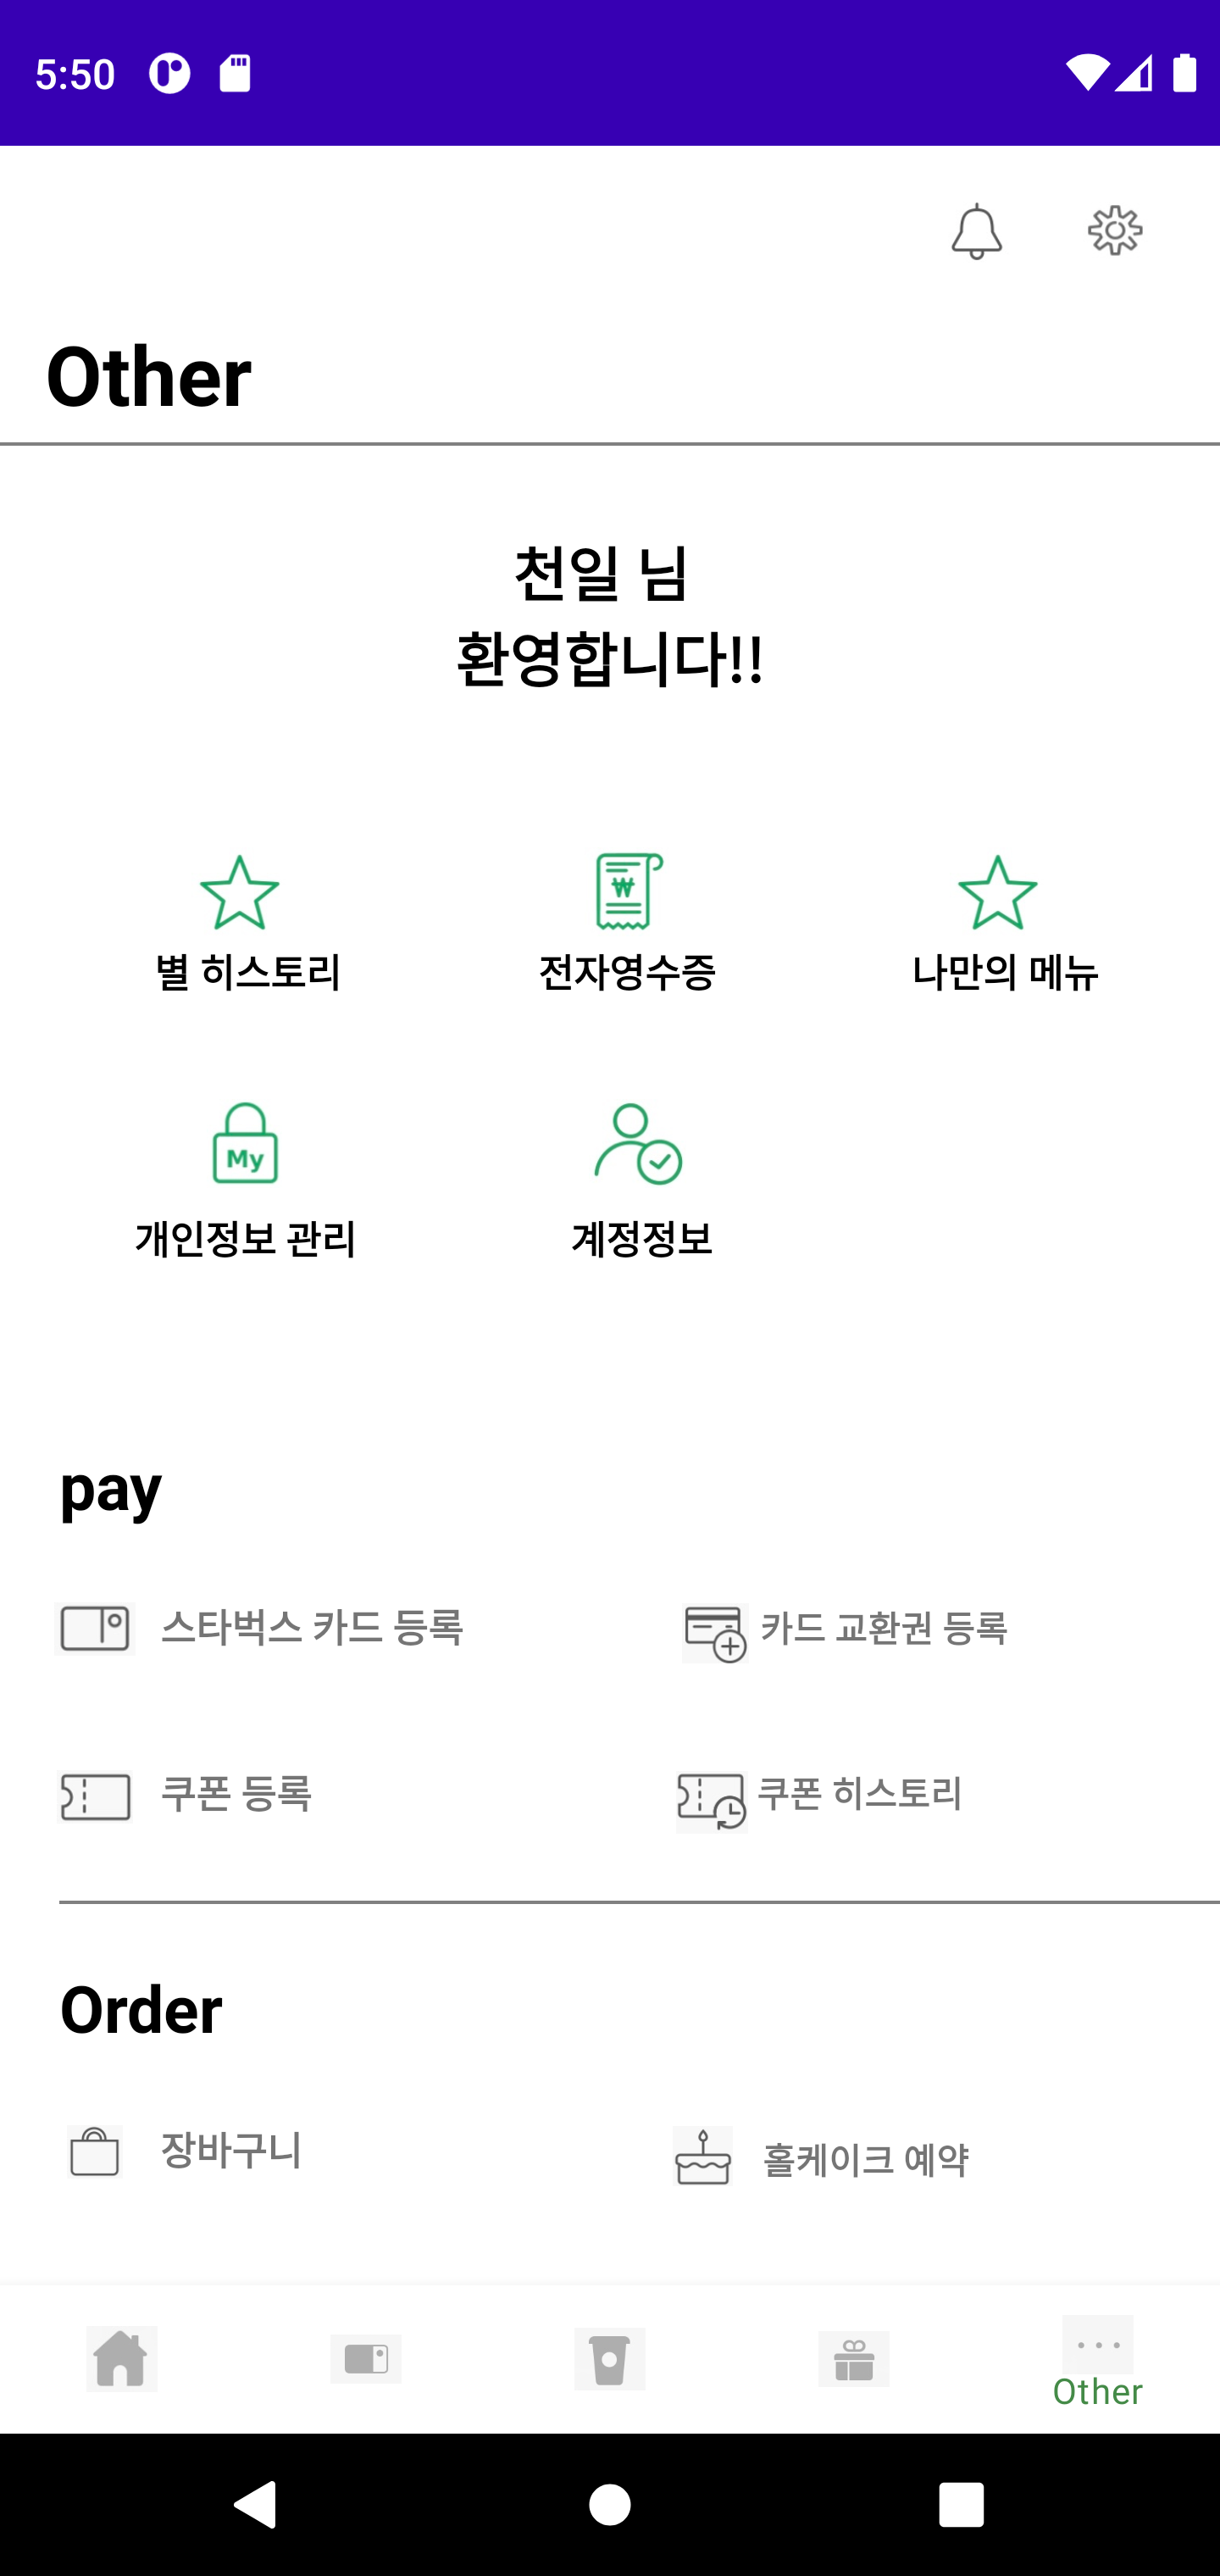 5:50
Other
천일 님
환영합니다!!
별 히스토리
전자영수증
나만의 메뉴
My
개인정보 관리
계정정보
pay
스타벅스 카드 등록
카드 교환권 등록
쿠폰 등록
쿠폰 히스토리
Order
장바구니
홀케이크 예약
Other